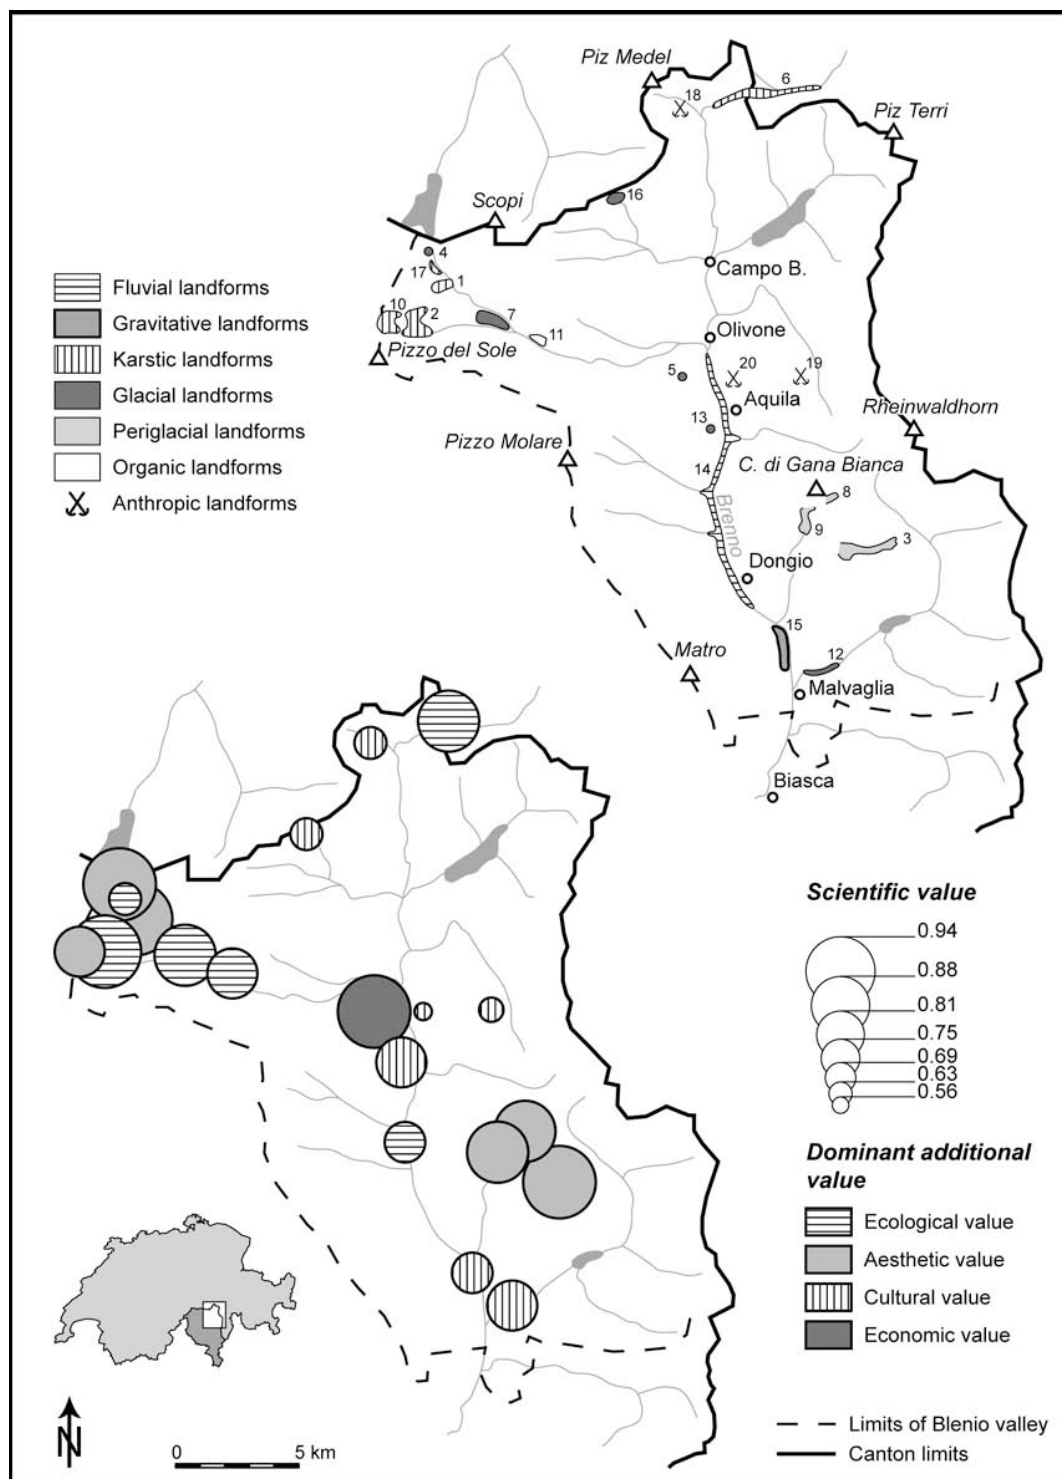 Piz Medel
6
18
Piz Terri
Scopi
16
4
17
1
Campo B.
10
2
7
11
Olivone
Pizzo del Sole
5
20
19
Aquila
Rheinwaldhorn
13
Pizzo Molare
C. di Gana Bianca
14
8
Brenno
9
3
Dongio
15
Matro
12
Malvaglia
Biasca
Fluvial landforms
Gravitative landforms
Karstic landforms
Glacial landforms
Periglacial landforms
Organic landforms
Anthropic landforms
Scientific value
0.94
0.88
0.81
0.75
0.69
0.63
0.56
Dominant additional
value
Ecological value
Aesthetic value
Cultural value
Economic value
N
0 5 km
Limits of Blenio valley
Canton limits